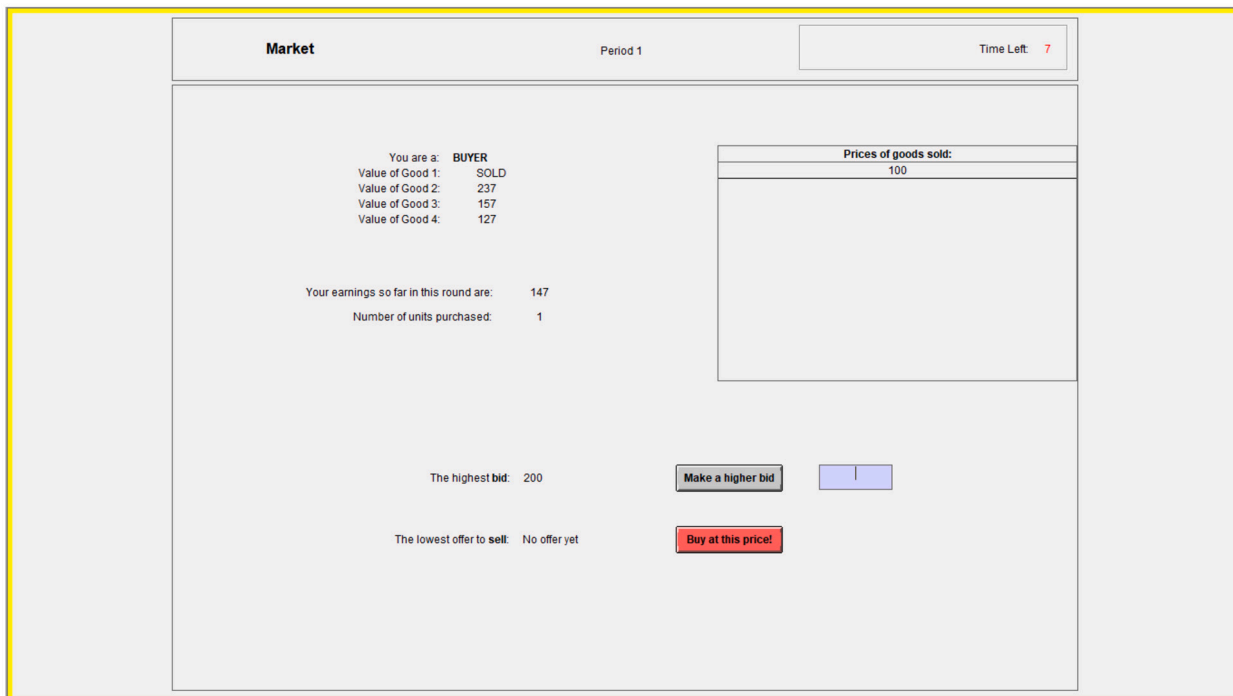 Market
Period 1
Time Left: 7
You are a: BUYER
Value of Good 1: SOLD
Value of Good 2: 237
Value of Good 3: 157
Value of Good 4: 127
Prices of goods sold:
100
Your earnings so far in this round are: 147
Number of units purchased: 1
The highest bid: 200
Make a higher bid
The lowest offer to sell: No offer yet
Buy at this price!